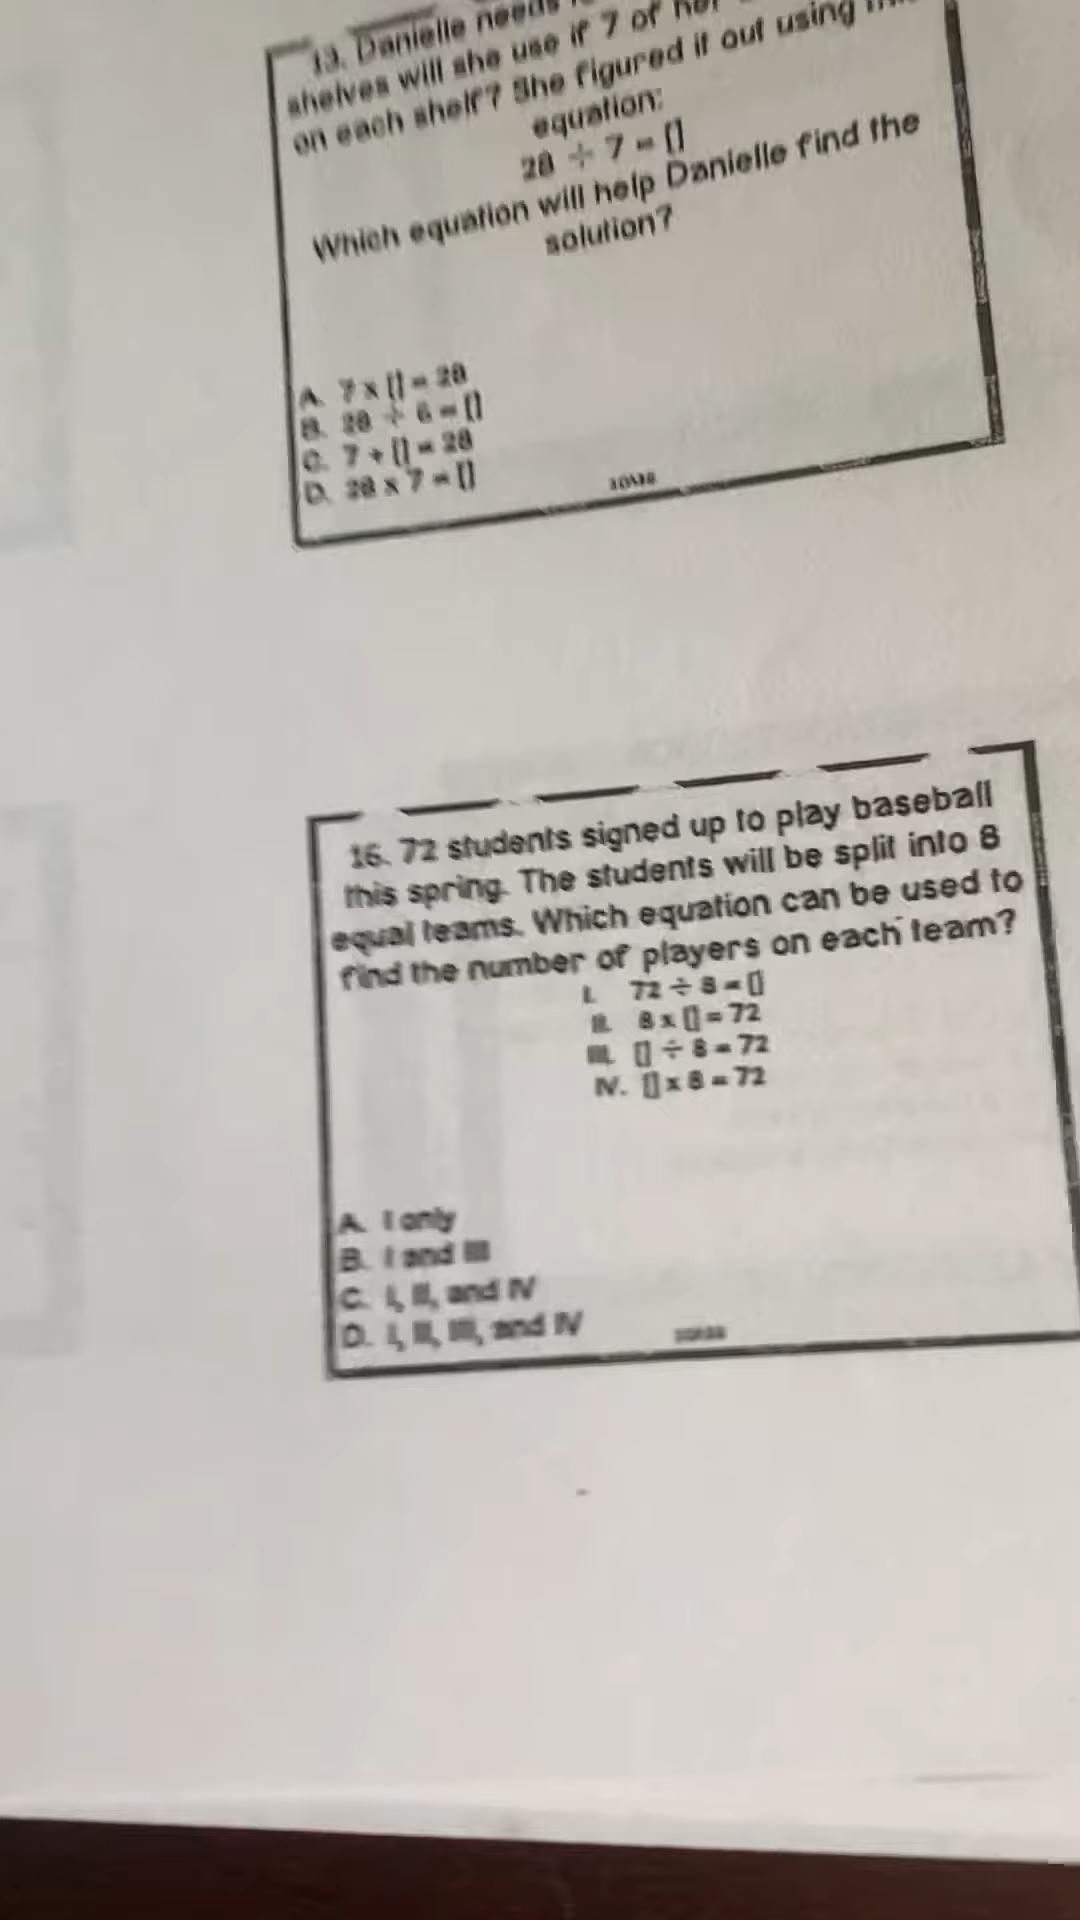 13. Danielle needs
shelves will she use if 7 of her
on each shelf? She figured it out using
equation:
28 ÷ 7 = []
Which equation will help Danielle find the
solution?
A. 7 x [] = 28
B. 28 ÷ 6 = []
C. 7 + [] = 28
D. 28 x 7 = []
16. 72 students signed up to play baseball
this spring. The students will be split into 8
equal teams. Which equation can be used to
find the number of players on each team?
I. 72 ÷ 8 = []
II. 8 x [] = 72
III. [] ÷ 8 = 72
IV. [] x 8 = 72
A. I only
B. I and III
C. I, II, and IV
D. I, II, III, and IV